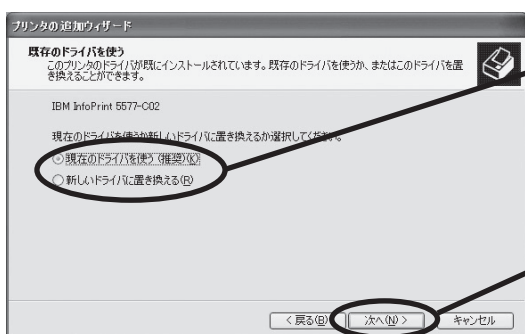 プリンタの追加ウィザード
既存のドライバを使う
このプリンタのドライバが既にインストールされています。既存のドライバを使うか、またはこのドライバを置
き換えることができます。
IBM InfoPrint 5577-C02
現在のドライバを使うか新しいドライバに置き換えるか選択してください。
現在のドライバを使う (推奨)(K)
新しいドライバに置き換える(R)
< 戻る(B)
次へ(N) >
キャンセル